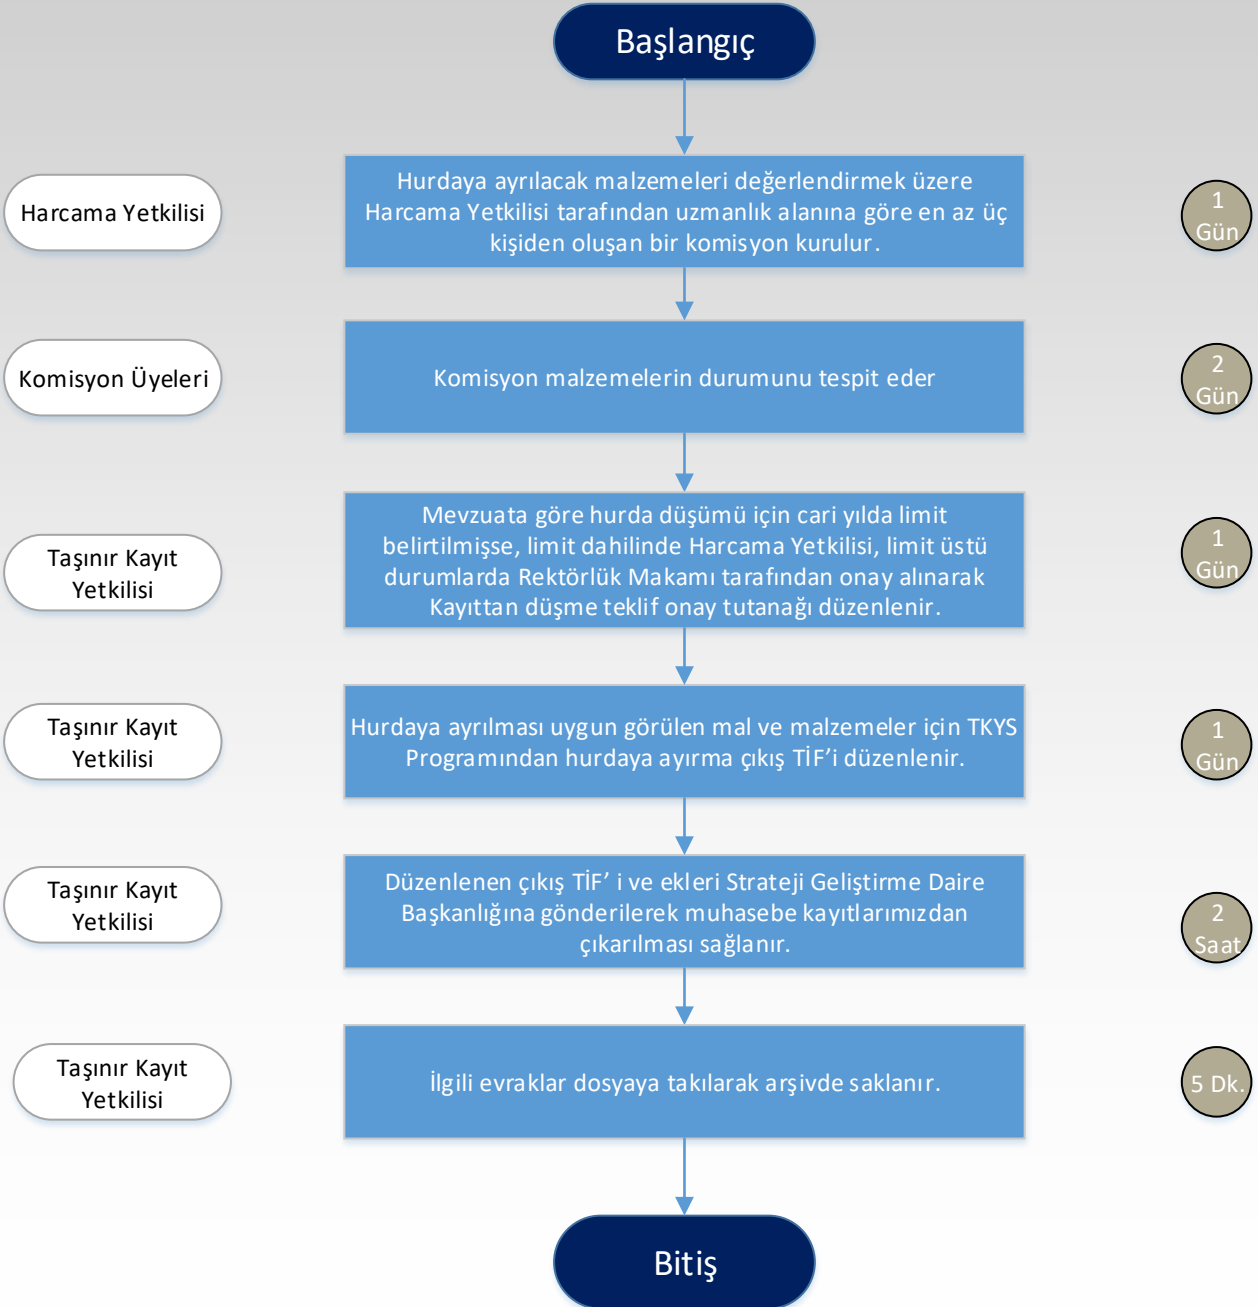 Başlangıç
Harcama Yetkilisi
Hurdaya ayrılacak malzemeleri değerlendirmek üzere
Harcama Yetkilisi tarafından uzmanlık alanına göre en az üç
kişiden oluşan bir komisyon kurulur.
1
Gün
Komisyon Üyeleri
Komisyon malzemelerin durumunu tespit eder
2
Gün
Taşınır Kayıt
Yetkilisi
Mevzuata göre hurda düşümü için cari yılda limit
belirtilmişse, limit dahilinde Harcama Yetkilisi, limit üstü
durumlarda Rektörlük Makamı tarafından onay alınarak
Kayıttan düşme teklif onay tutanağı düzenlenir.
1
Gün
Taşınır Kayıt
Yetkilisi
Hurdaya ayrılması uygun görülen mal ve malzemeler için TKYS
Programından hurdaya ayırma çıkış TİF’i düzenlenir.
1
Gün
Taşınır Kayıt
Yetkilisi
Düzenlenen çıkış TİF’ i ve ekleri Strateji Geliştirme Daire
Başkanlığına gönderilerek muhasebe kayıtlarımızdan
çıkarılması sağlanır.
2
Saat
Taşınır Kayıt
Yetkilisi
İlgili evraklar dosyaya takılarak arşivde saklanır.
5 Dk.
Bitiş